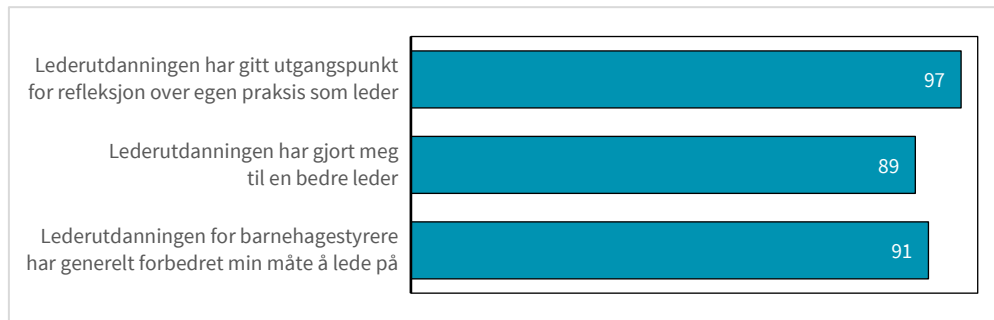 Lederutdanningen har gitt utgangspunkt
for refleksjon over egen praksis som leder
97
Lederutdanningen har gjort meg
til en bedre leder
89
Lederutdanningen for barnehagestyrere
har generelt forbedret min måte å lede på
91